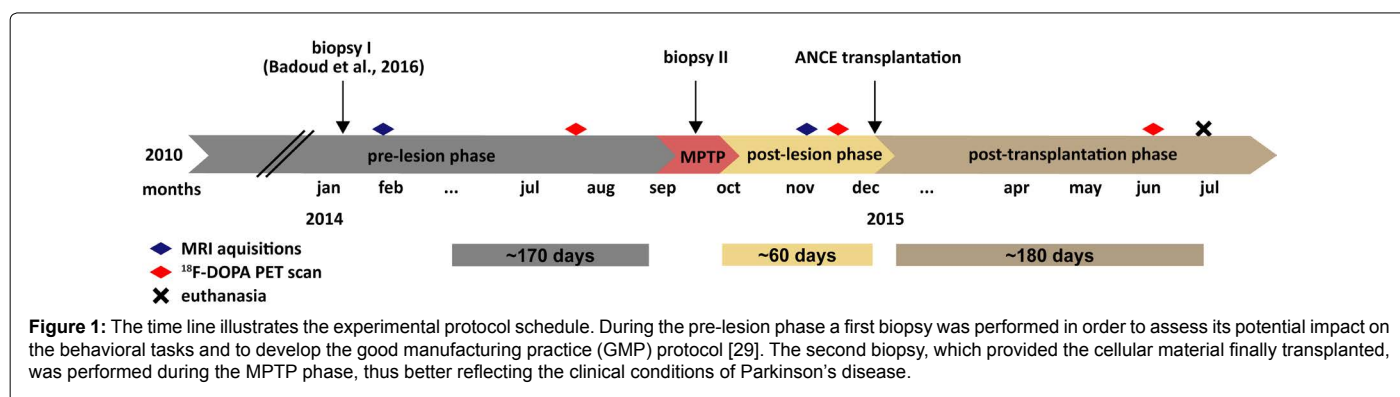 biopsy I
(Badoud et al., 2016)
biopsy II
ANCE transplantation
2010
pre-lesion phase
MPTP
post-lesion phase
post-transplantation phase
months
jan feb ... jul aug sep oct nov dec ... apr may jun jul
2014
2015
MRI aquisitions
18F-DOPA PET scan
euthanasia
~170 days
~60 days
~180 days
Figure 1: The time line illustrates the experimental protocol schedule. During the pre-lesion phase a first biopsy was performed in order to assess its potential impact on
the behavioral tasks and to develop the good manufacturing practice (GMP) protocol [29]. The second biopsy, which provided the cellular material finally transplanted,
was performed during the MPTP phase, thus better reflecting the clinical conditions of Parkinson's disease.